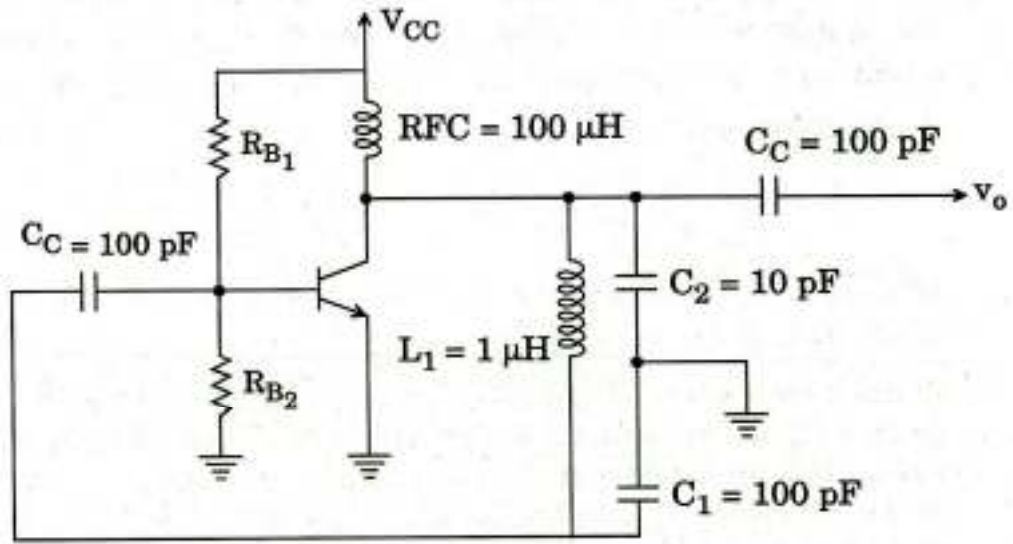 V_CC
R_B1
RFC = 100 μH
C_C = 100 pF
v_o
C_C = 100 pF
C_2 = 10 pF
L_1 = 1 μH
R_B2
C_1 = 100 pF